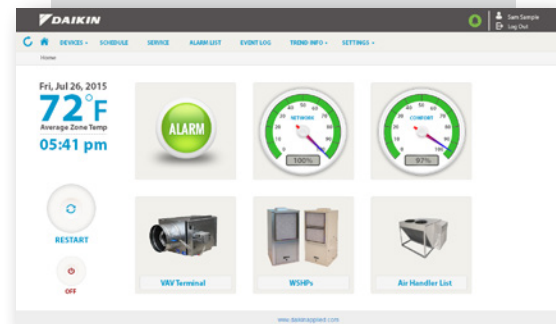 DAIKIN
Sam Sample
Log Out
DEVICES
SCHEDULE
SERVICE
ALARM LIST
EVENT LOG
TREND INFO
SETTINGS
Home
Fri, Jul 26, 2015
72°F
Average Zone Temp
05:41 pm
ALARM
NETWORK
100%
COMFORT
97%
RESTART
OFF
VAV Terminal
WSHPs
Air Handler List
www.daikinapplied.com